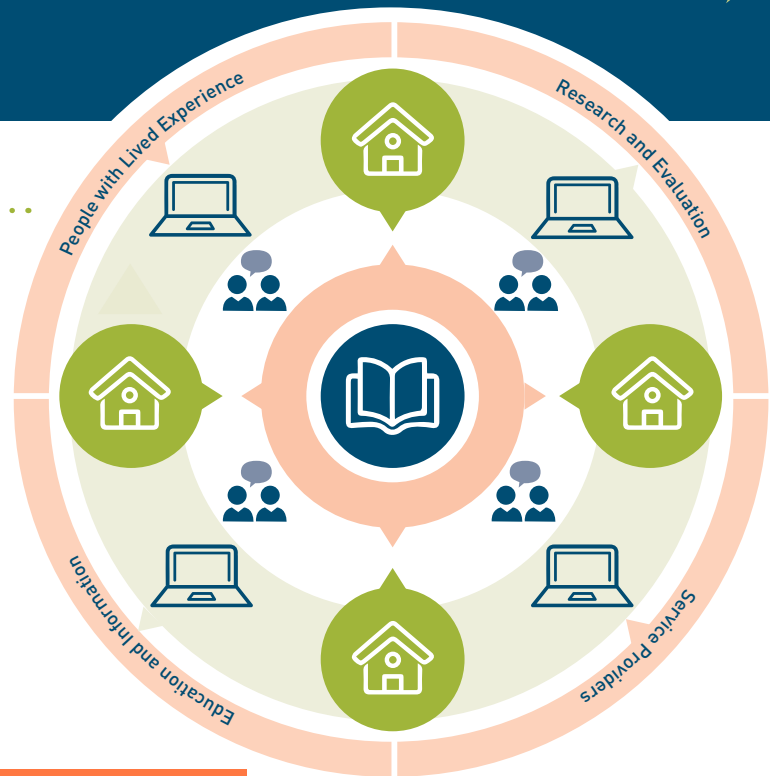 People with Lived Experience
Research and Evaluation
Education and Information
Service Providers